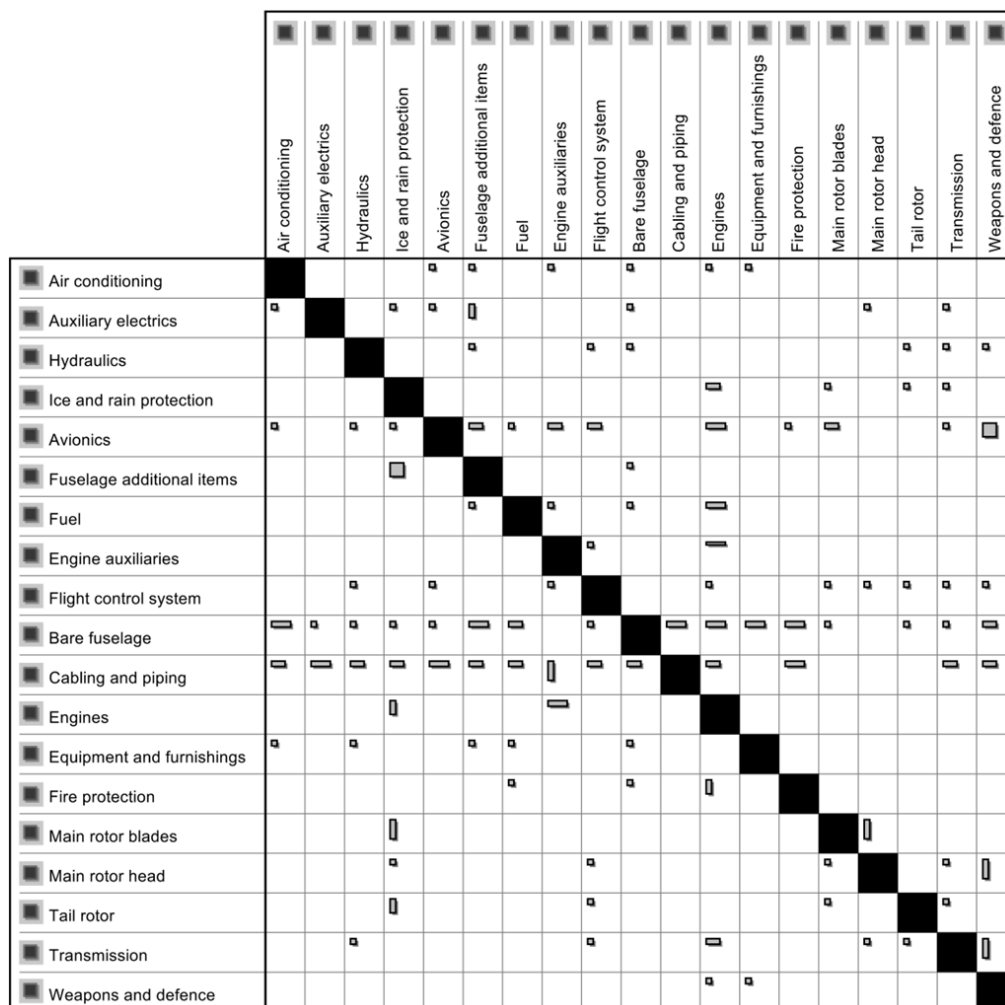 Air conditioning
Auxiliary electrics
Hydraulics
Ice and rain protection
Avionics
Fuselage additional items
Fuel
Engine auxiliaries
Flight control system
Bare fuselage
Cabling and piping
Engines
Equipment and furnishings
Fire protection
Main rotor blades
Main rotor head
Tail rotor
Transmission
Weapons and defence
Air conditioning
Auxiliary electrics
Hydraulics
Ice and rain protection
Avionics
Fuselage additional items
Fuel
Engine auxiliaries
Flight control system
Bare fuselage
Cabling and piping
Engines
Equipment and furnishings
Fire protection
Main rotor blades
Main rotor head
Tail rotor
Transmission
Weapons and defence